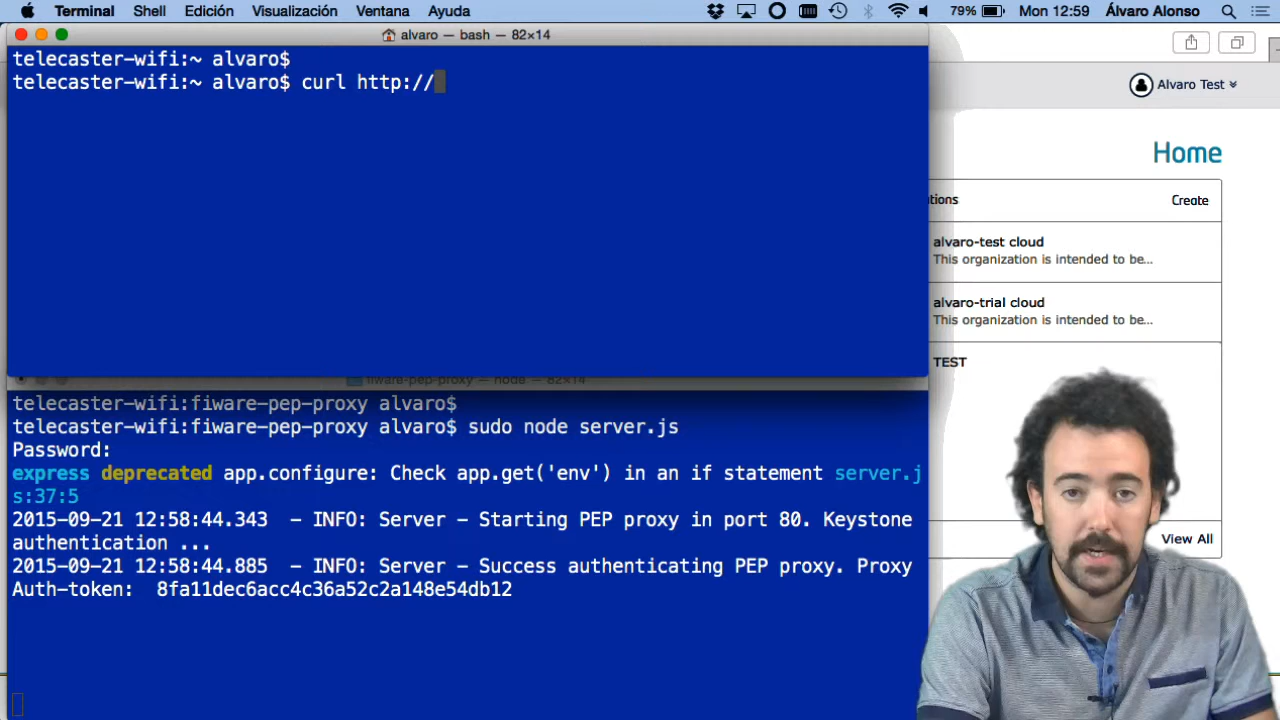 Terminal Shell Edición Visualización Ventana Ayuda 79% Mon 12:59 Álvaro Alonso
alvaro — bash — 82×14
telecaster-wifi:~ alvaro$
telecaster-wifi:~ alvaro$ curl http://
Alvaro Test
Home
Create
alvaro-test cloud
This organization is intended to be...
alvaro-trial cloud
This organization is intended to be...
TEST
View All
fiware-pep-proxy — node — 82×14
telecaster-wifi:fiware-pep-proxy alvaro$
telecaster-wifi:fiware-pep-proxy alvaro$ sudo node server.js
Password:
express deprecated app.configure: Check app.get('env') in an if statement server.j
s:37:5
2015-09-21 12:58:44.343  - INFO: Server - Starting PEP proxy in port 80. Keystone
authentication ...
2015-09-21 12:58:44.885  - INFO: Server - Success authenticating PEP proxy. Proxy
Auth-token:  8fa11dec6acc4c36a52c2a148e54db12